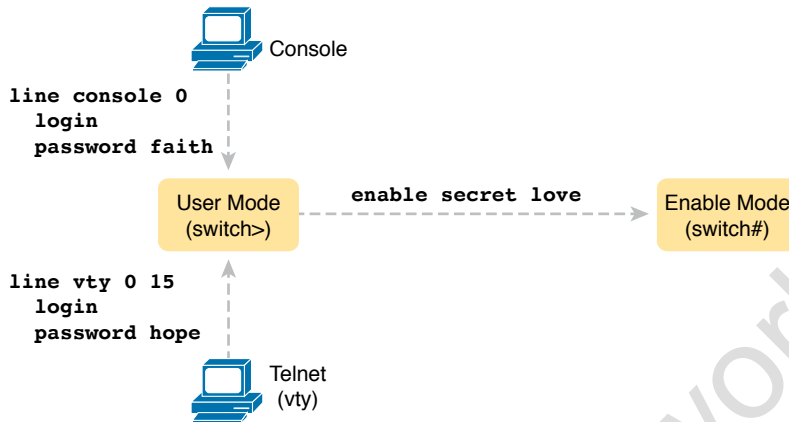 Console
line console 0
login
password faith
User Mode
(switch>)
enable secret love
Enable Mode
(switch#)
line vty 0 15
login
password hope
Telnet
(vty)